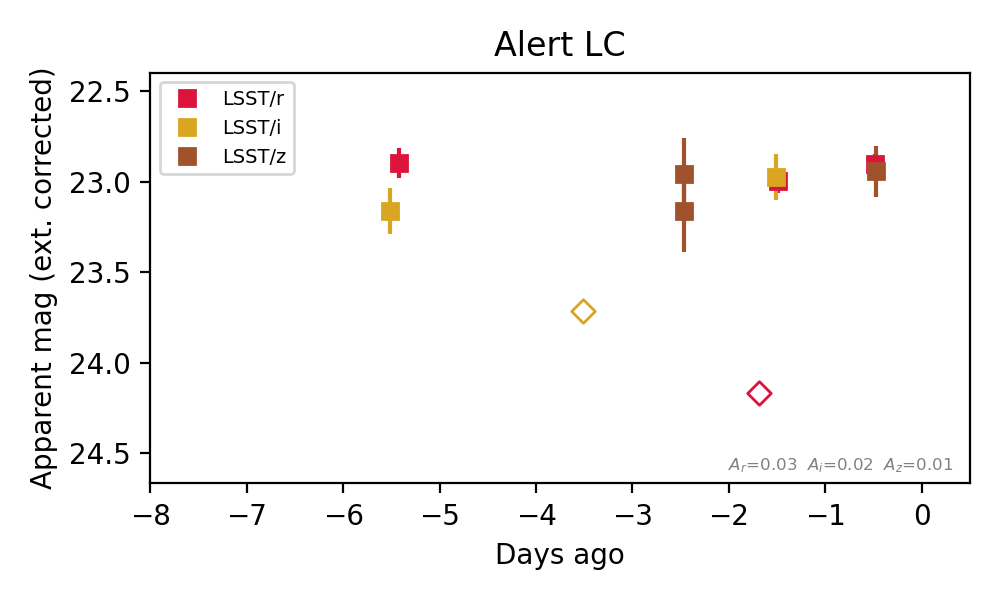 Alert LC
Apparent mag (ext. corrected)
22.5
23.0
23.5
24.0
24.5
LSST/r
LSST/i
LSST/z
A_r=0.03 A_i=0.02 A_z=0.01
−8 −7 −6 −5 −4 −3 −2 −1 0
Days ago